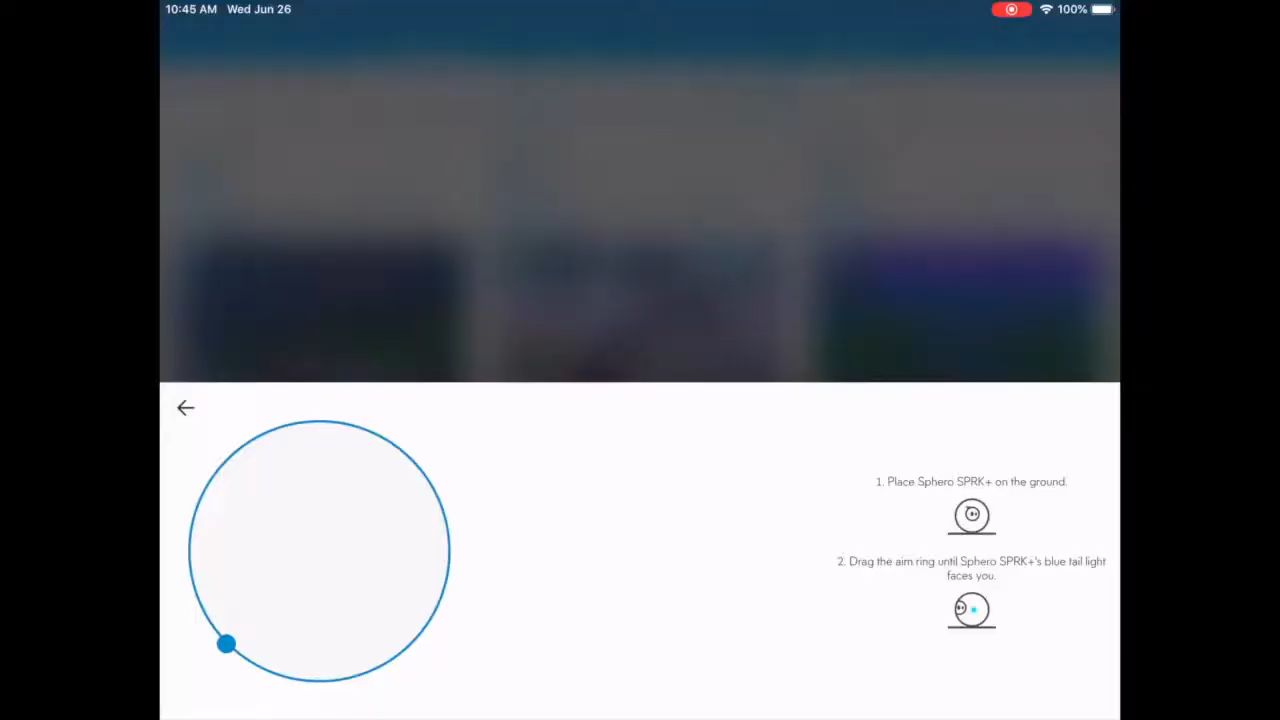 10:45 AM Wed Jun 26
100%
1. Place Sphero SPRK+ on the ground.
2. Drag the aim ring until Sphero SPRK+'s blue tail light
faces you.